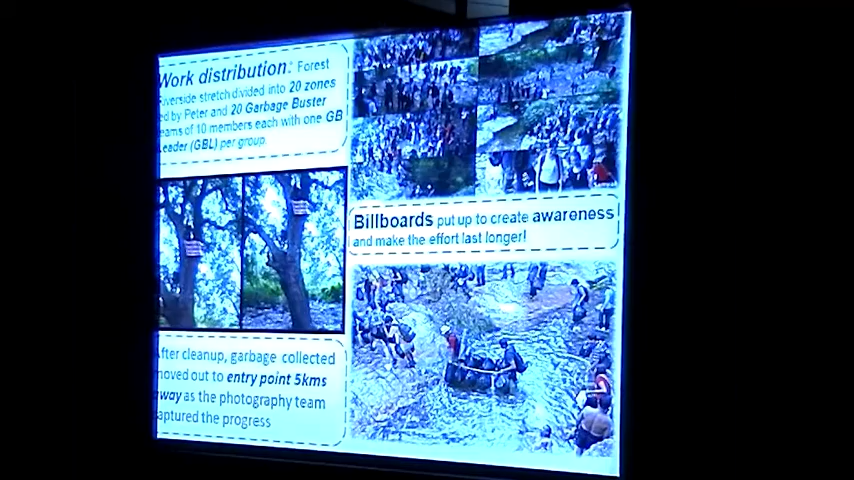 Work distribution: Forest
Riverside stretch divided into 20 zones
ed by Peter and 20 Garbage Buster
eams of 10 members each with one GB
Leader (GBL) per group
Billboards put up to create awareness
and make the effort last longer!
After cleanup, garbage collected
moved out to entry point 5kms
away as the photography team
captured the progress